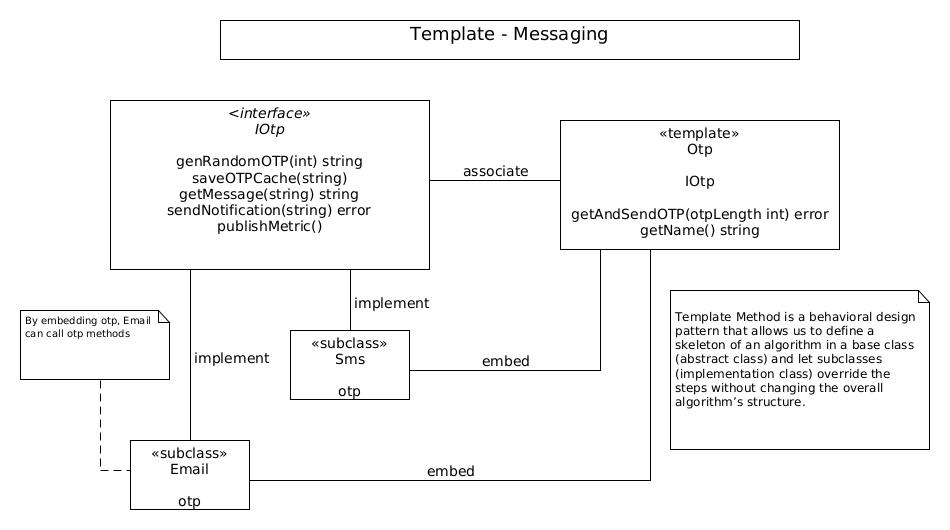 Template - Messaging
<interface»
IOtp
genRandomOTP(int) string
saveOTPCache(string)
getMessage(string) string
sendNotification(string) error
publishMetric()
associate
«template»
Otp
IOtp
getAndSendOTP(otpLength int) error
getName() string
implement
By embedding otp, Email
can call otp methods
implement
«subclass»
Sms
otp
embed
Template Method is a behavioral design
pattern that allows us to define a
skeleton of an algorithm in a base class
(abstract class) and let subclasses
(implementation class) override the
steps without changing the overall
algorithm’s structure.
«subclass»
Email
otp
embed